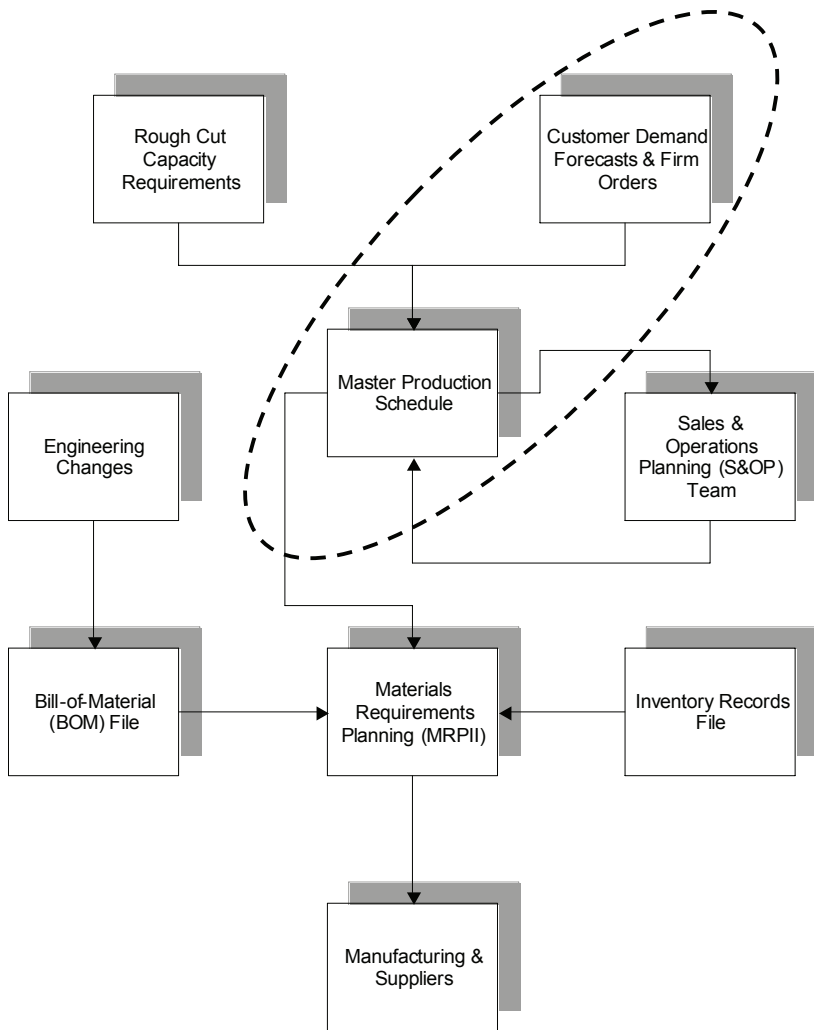 Rough Cut
Capacity
Requirements
Customer Demand
Forecasts & Firm
Orders
Master Production
Schedule
Engineering
Changes
Sales &
Operations
Planning (S&OP)
Team
Bill-of-Material
(BOM) File
Materials
Requirements
Planning (MRPII)
Inventory Records
File
Manufacturing &
Suppliers